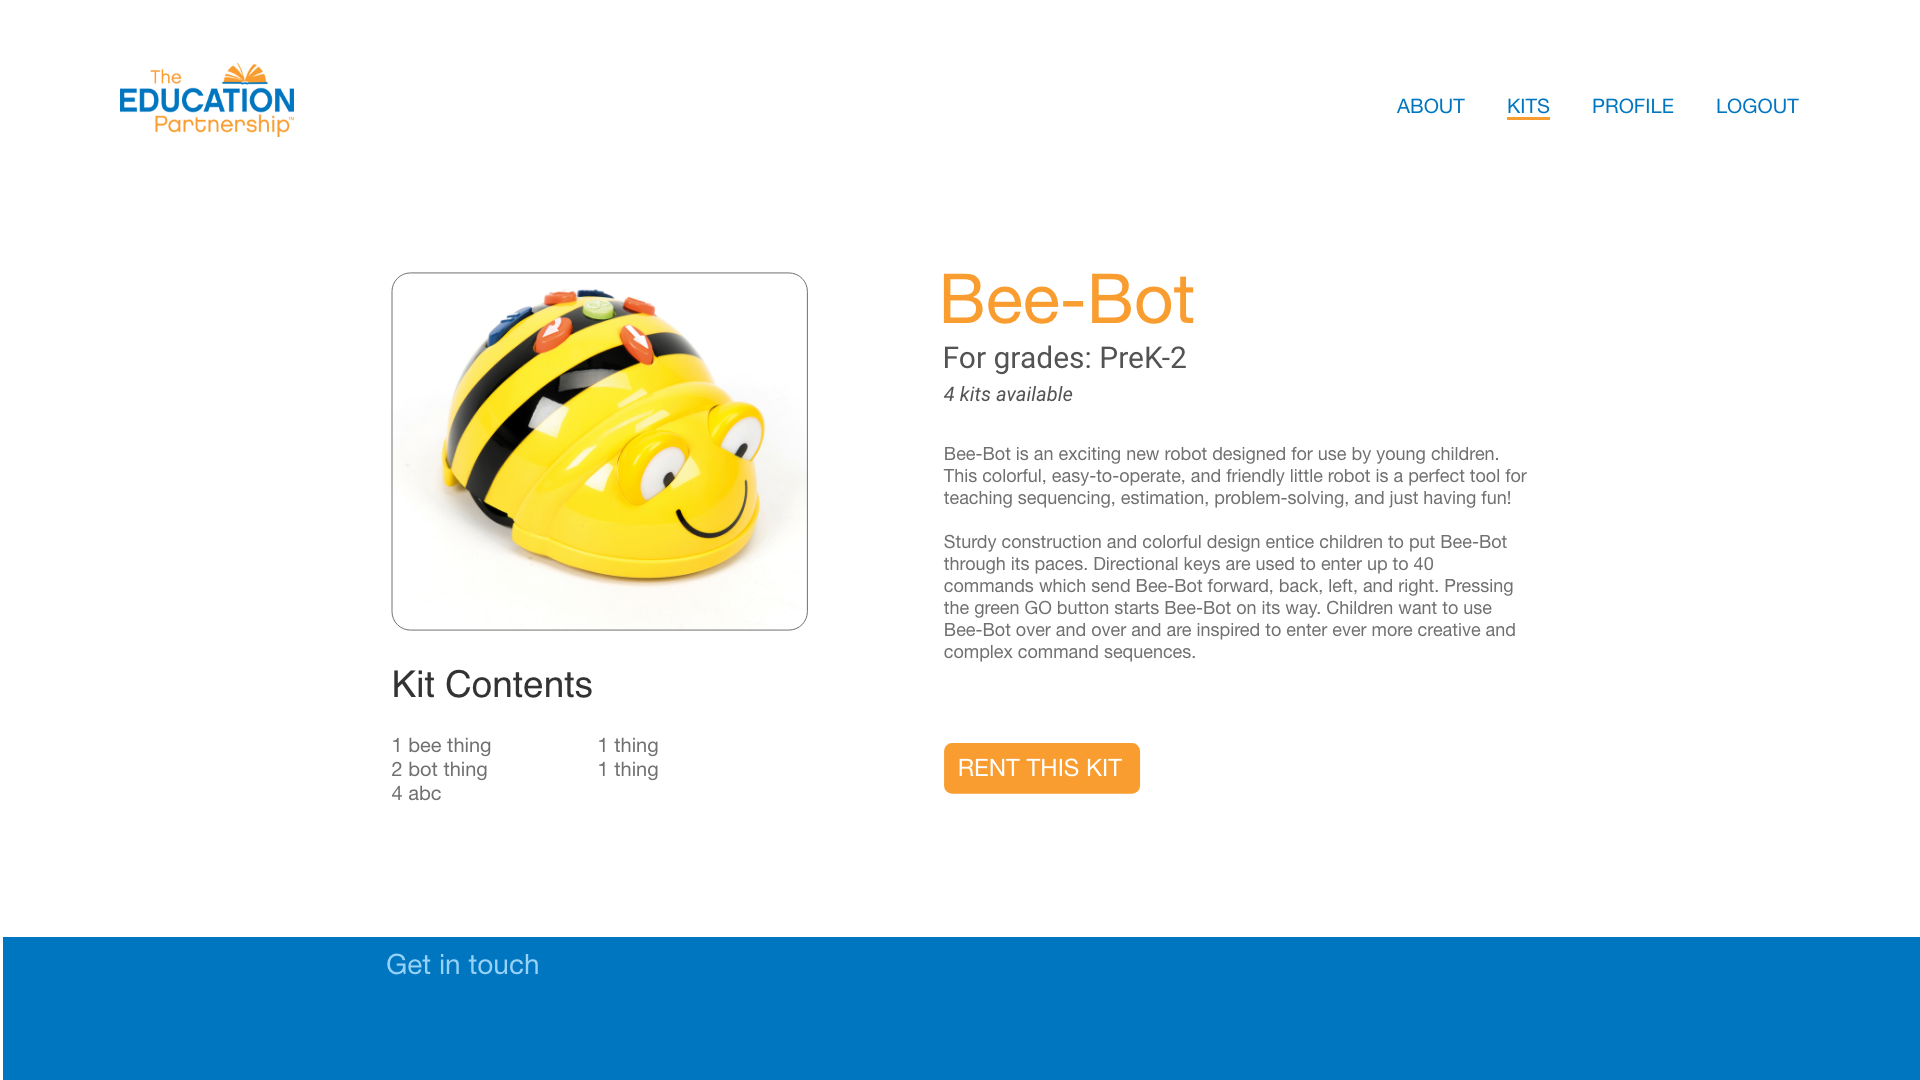 The
EDUCATION
Partnership™
ABOUT KITS PROFILE LOGOUT
Bee-Bot
For grades: PreK-2
4 kits available
Bee-Bot is an exciting new robot designed for use by young children.
This colorful, easy-to-operate, and friendly little robot is a perfect tool for
teaching sequencing, estimation, problem-solving, and just having fun!
Sturdy construction and colorful design entice children to put Bee-Bot
through its paces. Directional keys are used to enter up to 40
commands which send Bee-Bot forward, back, left, and right. Pressing
the green GO button starts Bee-Bot on its way. Children want to use
Bee-Bot over and over and are inspired to enter ever more creative and
complex command sequences.
RENT THIS KIT
Kit Contents
1 bee thing
2 bot thing
4 abc
1 thing
1 thing
Get in touch